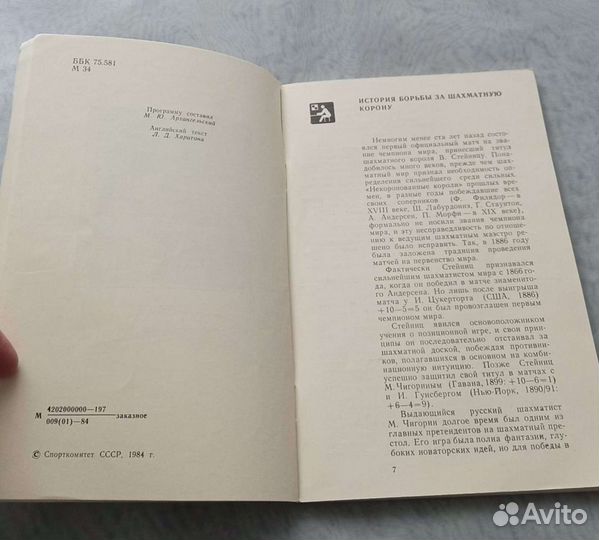 ББК 75.581
М 34
Программу составил
М. Ю. Архангельский
Английский текст
Л. Д. Харитона
4202000000—197
М заказное
009(01)—84
© Спорткомитет СССР, 1984 г.
ИСТОРИЯ БОРЬБЫ ЗА ШАХМАТНУЮ
КОРОНУ
Немногим менее ста лет назад состо-
ялся первый официальный матч на зва-
ние чемпиона мира, принесший титул
шахматного короля В. Стейницу. Пона-
добилось много веков, прежде чем шах-
матный мир признал необходимость оп-
ределения сильнейшего среди сильных.
«Некоронованные короли» прошлых вре-
мен, в разные годы побеждавшие всех
своих соперников (Ф. Филидор — в
XVIII веке, Ш. Лабурдоннэ, Г. Стаунтон,
А. Андерсен, П. Морфи — в XIX веке),
формально не носили звания чемпиона
мира, и эту несправедливость по отноше-
нию к ведущим шахматным маэстро ре-
шено было исправить. Так, в 1886 году
была заложена традиция проведения
матчей на первенство мира.
Фактически Стейниц признавался
сильнейшим шахматистом мира с 1866 го-
да, когда он победил в матче знаменито-
го Андерсена. Но лишь после выигрыша
матча у И. Цукерторта (США, 1886)
+10—5=5 он был провозглашен первым
чемпионом мира.
Стейниц явился основоположником
учения о позиционной игре, и свои прин-
ципы он последовательно отстаивал за
шахматной доской, побеждая противни-
ков, полагавшихся в основном на комби-
национную интуицию. Позже Стейниц
успешно защитил свой титул в матчах с
М. Чигориным (Гавана, 1899: +10—6=1)
и И. Гунсбергом (Нью-Йорк, 1890/91:
+6—4=9).
Выдающийся русский шахматист
М. Чигорин долгое время был одним из
главных претендентов на шахматный пре-
стол. Его игра была полна фантазии, глу-
боких новаторских идей, но для победы в
7
Avito